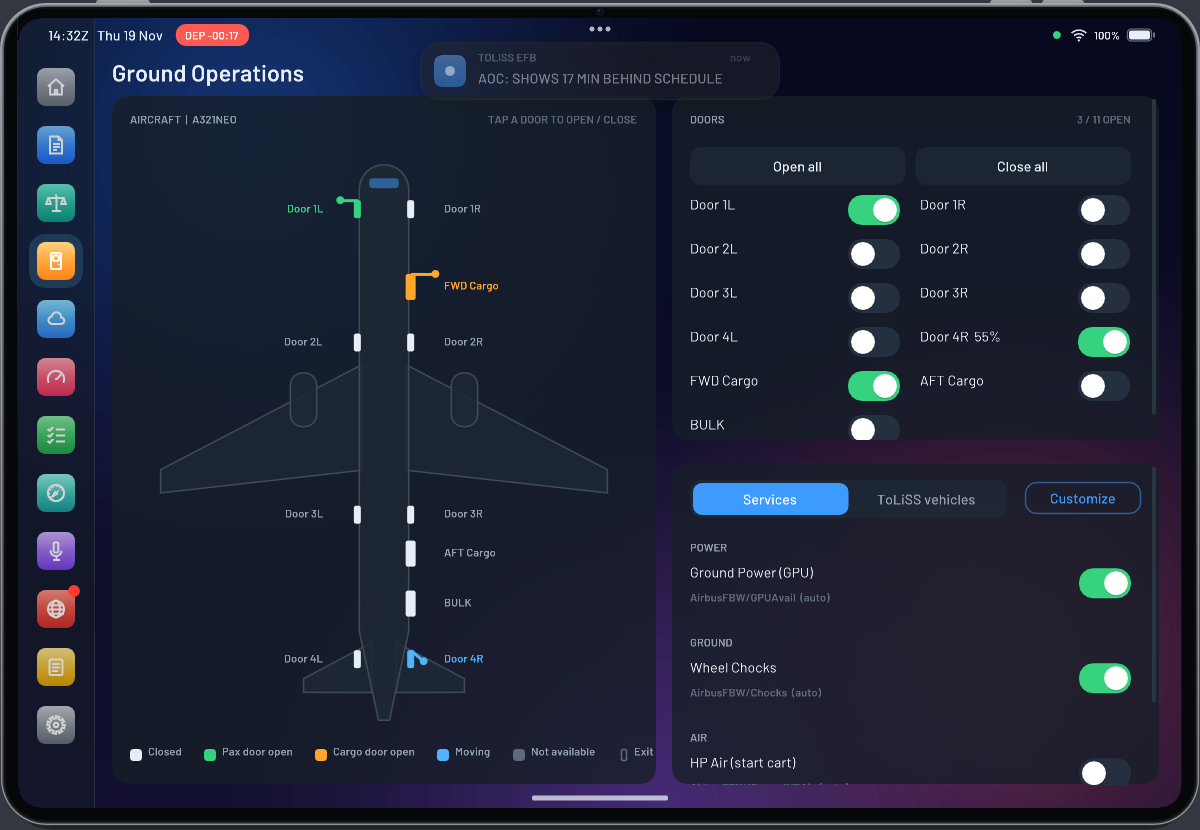 14:32Z Thu 19 Nov DEP -00:17
100%
TOLISS EFB now
AOC: SHOWS 17 MIN BEHIND SCHEDULE
Ground Operations
AIRCRAFT | A321NEO TAP A DOOR TO OPEN / CLOSE
Door 1L
Door 1R
FWD Cargo
Door 2L
Door 2R
Door 3L
Door 3R
AFT Cargo
BULK
Door 4L
Door 4R
Closed
Pax door open
Cargo door open
Moving
Not available
Exit
DOORS 3 / 11 OPEN
Open all
Close all
Door 1L
Door 1R
Door 2L
Door 2R
Door 3L
Door 3R
Door 4L
Door 4R 55%
FWD Cargo
AFT Cargo
BULK
Services
ToLiSS vehicles
Customize
POWER
Ground Power (GPU)
AirbusFBW/GPUAvail (auto)
GROUND
Wheel Chocks
AirbusFBW/Chocks (auto)
AIR
HP Air (start cart)